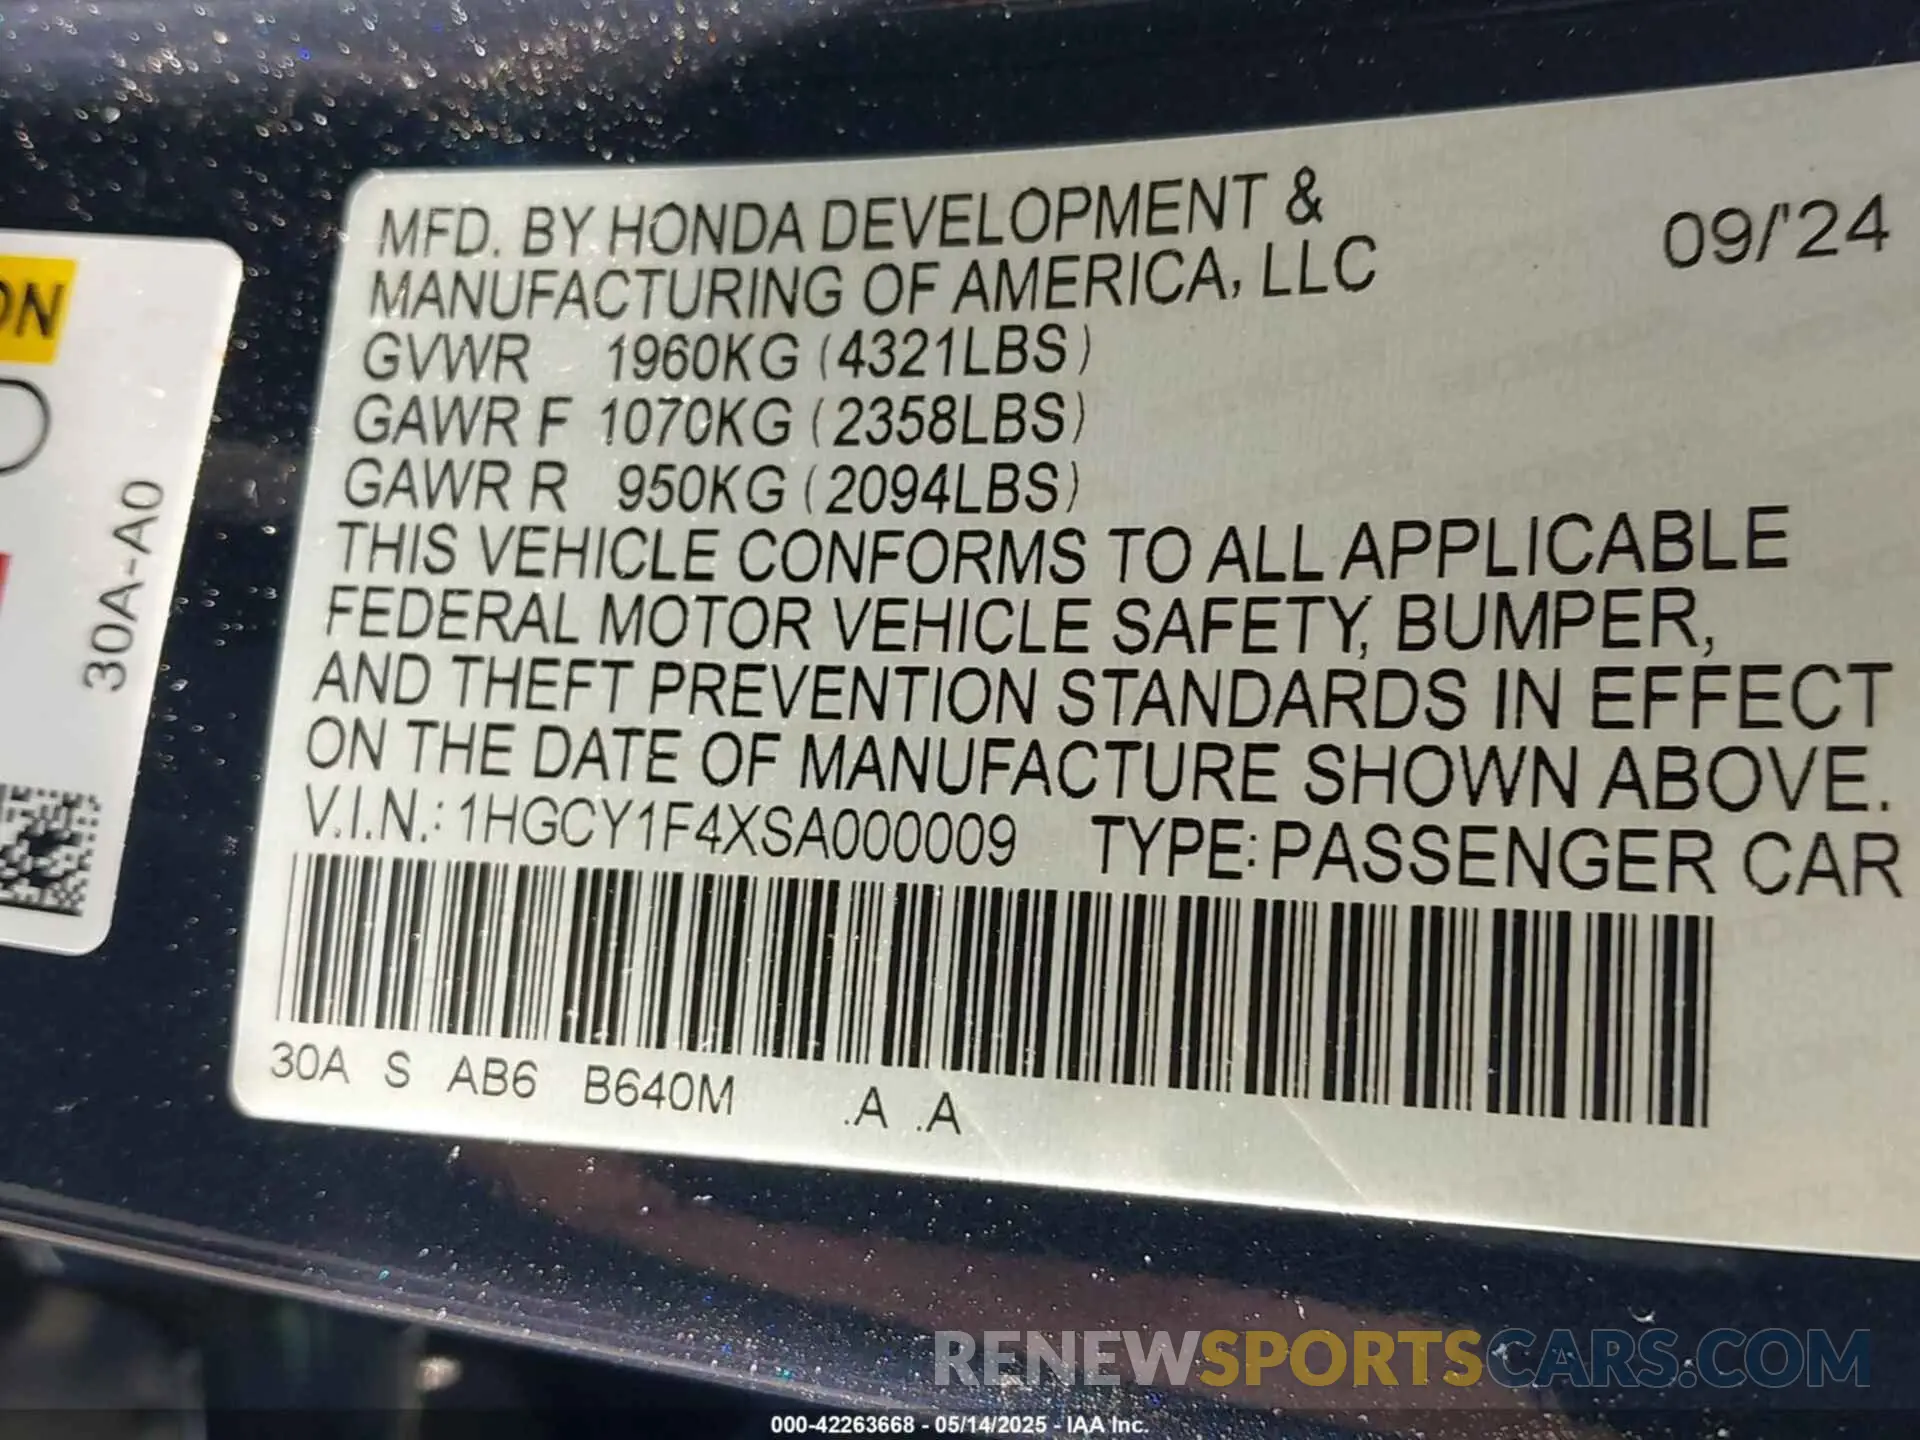 MFD. BY HONDA DEVELOPMENT &
MANUFACTURING OF AMERICA, LLC
09/'24
GVWR 1960KG (4321LBS)
GAWR F 1070KG (2358LBS)
GAWR R 950KG (2094LBS)
THIS VEHICLE CONFORMS TO ALL APPLICABLE
FEDERAL MOTOR VEHICLE SAFETY, BUMPER,
AND THEFT PREVENTION STANDARDS IN EFFECT
ON THE DATE OF MANUFACTURE SHOWN ABOVE.
V.I.N.: 1HGCY1F4XSA000009 TYPE: PASSENGER CAR
30A S AB6 B640M .A .A
ON
30A-A0
RENEWSPORTSCARS.COM
000-42263668 - 05/14/2025 - IAA Inc.